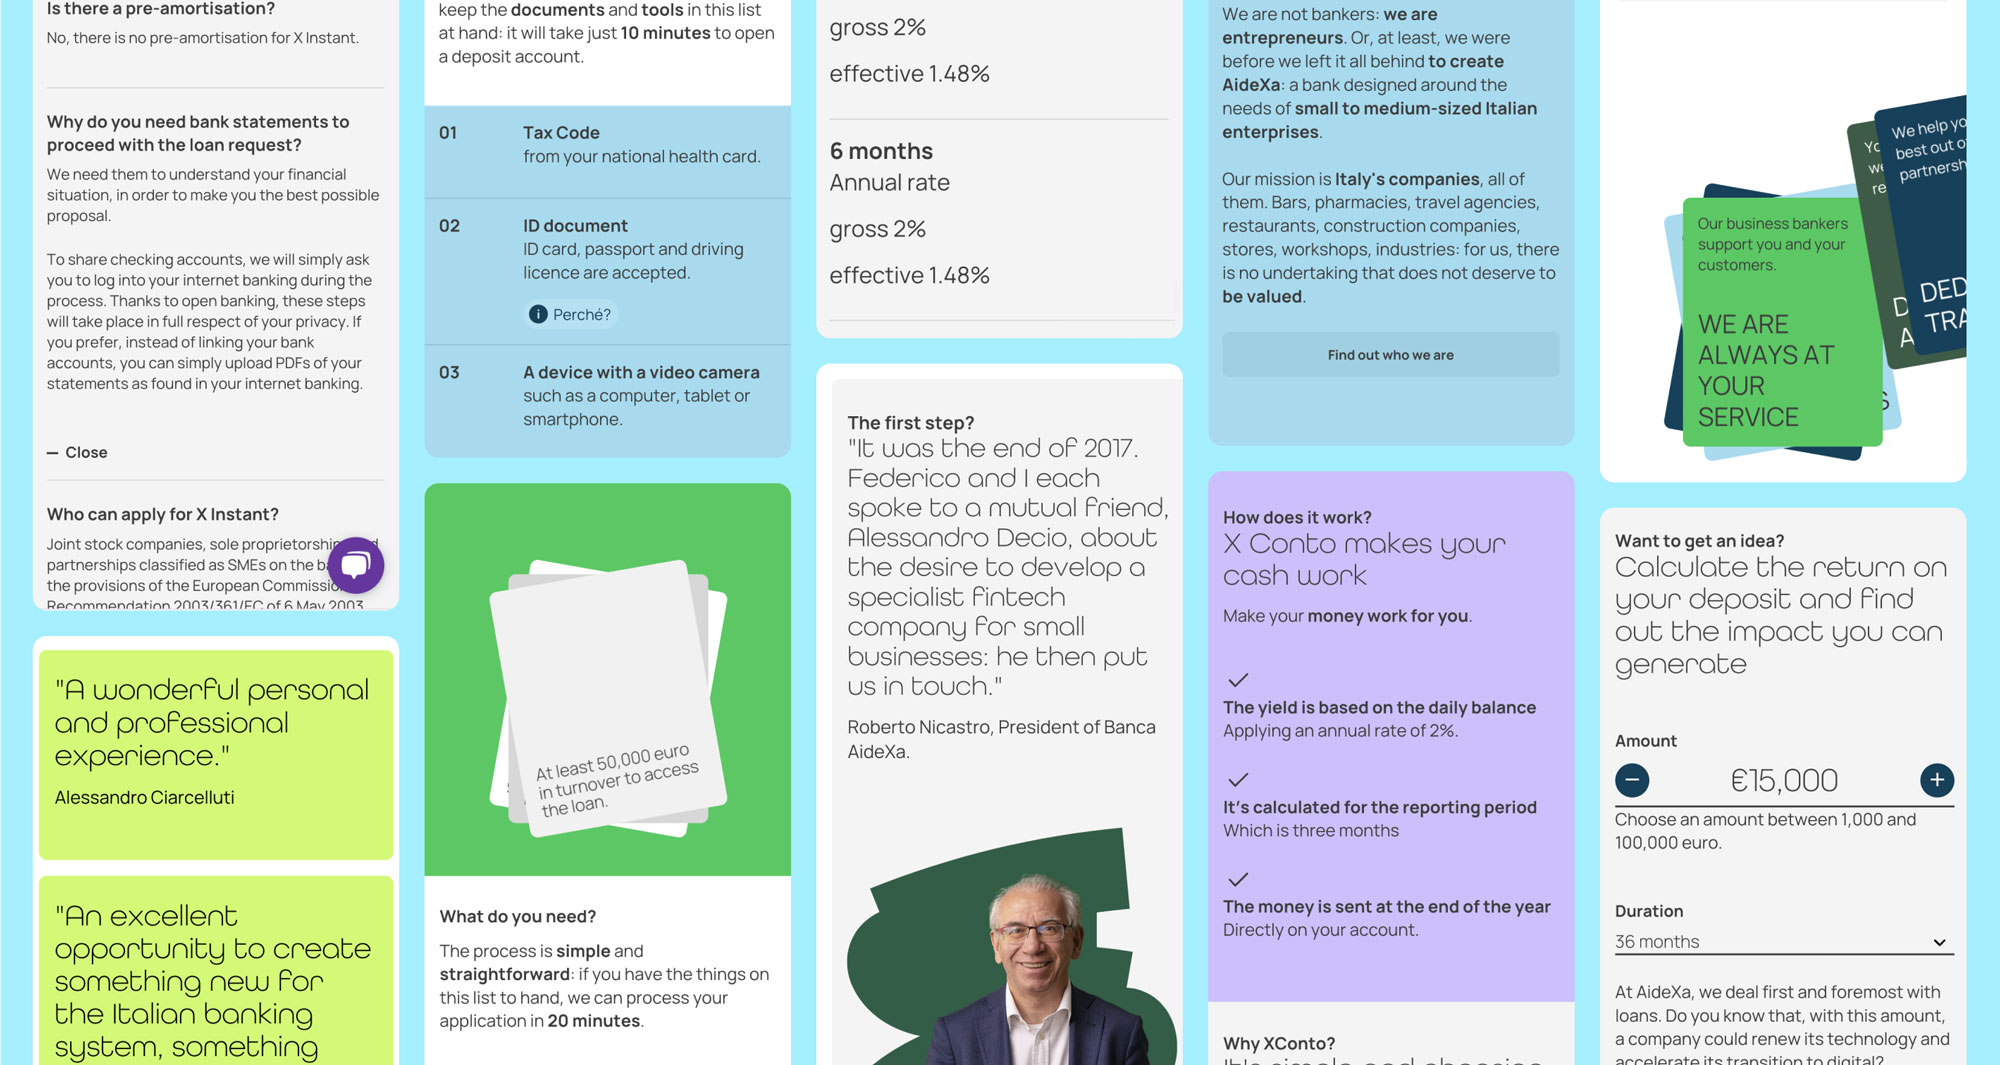 Is there a pre-amortisation?
No, there is no pre-amortisation for X Instant.
Why do you need bank statements to
proceed with the loan request?
We need them to understand your financial
situation, in order to make you the best possible
proposal.
To share checking accounts, we will simply ask
you to log into your internet banking during the
process. Thanks to open banking, these steps
will take place in full respect of your privacy. If
you prefer, instead of linking your bank
accounts, you can simply upload PDFs of your
statements as found in your internet banking.
Close
Who can apply for X Instant?
Joint stock companies, sole
partnerships classified as SMEs on the
the provisions of the European
Recommendation 2003/361/EC of 6 May 2003
"A wonderful personal
and professional
experience."
Alessandro Ciarcelluti
"An excellent
opportunity to create
something new for
the Italian banking
system, something
keep the documents and tools in this list
at hand: it will take just 10 minutes to open
a deposit account.
01 Tax Code
from your national health card.
02 ID document
ID card, passport and driving
licence are accepted.
i Perché?
03 A device with a video camera
such as a computer, tablet or
smartphone.
At least 50,000 euro
in turnover to access
the loan.
What do you need?
The process is simple and
straightforward: if you have the things on
this list to hand, we can process your
application in 20 minutes.
gross 2%
effective 1.48%
6 months
Annual rate
gross 2%
effective 1.48%
The first step?
"It was the end of 2017.
Federico and I each
spoke to a mutual friend,
Alessandro Decio, about
the desire to develop a
specialist fintech
company for small
businesses: he then put
us in touch."
Roberto Nicastro, President of Banca
AideXa.
We are not bankers: we are
entrepreneurs. Or, at least, we were
before we left it all behind to create
AideXa: a bank designed around the
needs of small to medium-sized Italian
enterprises.
Our mission is Italy's companies, all of
them. Bars, pharmacies, travel agencies,
restaurants, construction companies,
stores, workshops, industries: for us, there
is no undertaking that does not deserve to
be valued.
Find out who we are
How does it work?
X Conto makes your
cash work
Make your money work for you.
The yield is based on the daily balance
Applying an annual rate of 2%.
It's calculated for the reporting period
Which is three months
The money is sent at the end of the year
Directly on your account.
Why XConto?
It's simple and
We help yo
best out o
partnersh
DED
TRA
Yo
we
re
D
A
Our business bankers
support you and your
customers.
WE ARE
ALWAYS AT
YOUR
SERVICE
S
Want to get an idea?
Calculate the return on
your deposit and find
out the impact you can
generate
Amount
€15,000
Choose an amount between 1,000 and
100,000 euro.
Duration
36 months
At AideXa, we deal first and foremost with
loans. Do you know that, with this amount,
a company could renew its technology and
accelerate its transition to digital?